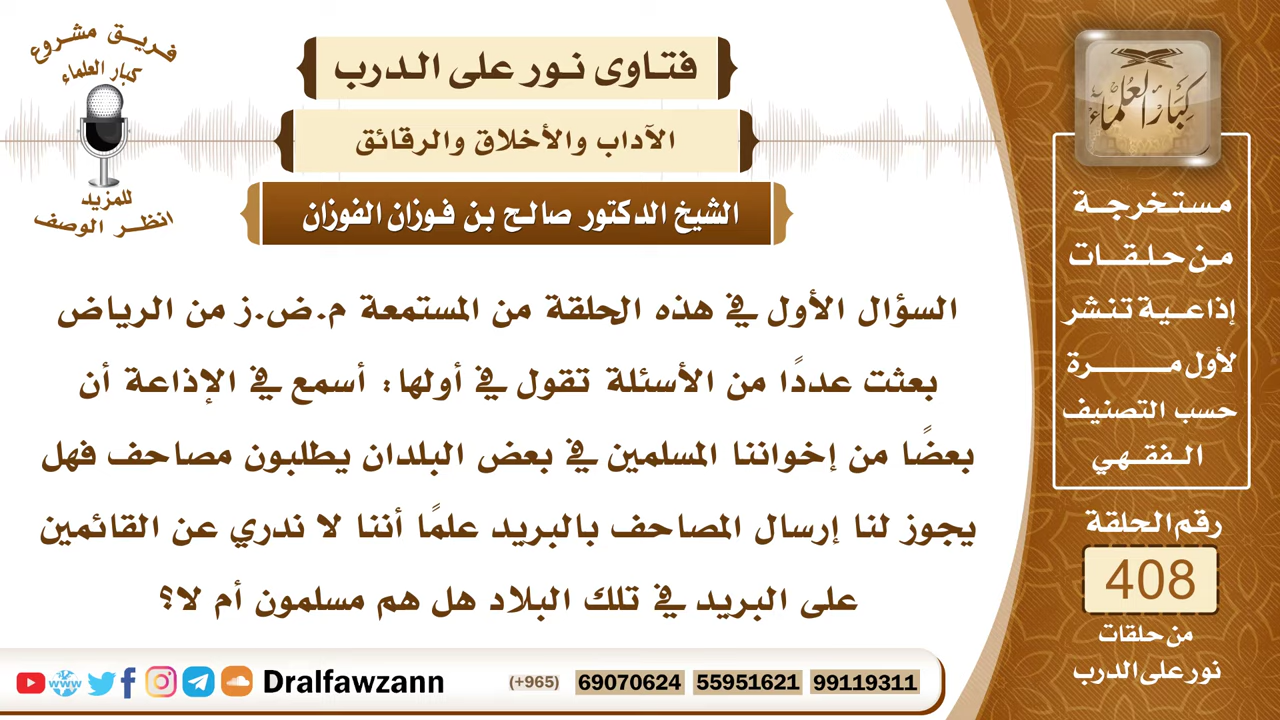 فريق مشروع
كبار العلماء
للمزيد
انظر الوصف
فتاوى نور على الدرب
الآداب والأخلاق والرقائق
الشيخ الدكتور صالح بن فوزان الفوزان
السؤال الأول في هذه الحلقة من المستمعة م.ض.ز من الرياض
بعثت عددًا من الأسئلة تقول في أولها: أسمع في الإذاعة أن
بعضًا من إخواننا المسلمين في بعض البلدان يطلبون مصاحف فهل
يجوز لنا إرسال المصاحف بالبريد علمًا أننا لا ندري عن القائمين
على البريد في تلك البلاد هل هم مسلمون أم لا؟
كبار العلماء
مستخرجة
من حلقات
إذاعية تنشر
لأول مرة
حسب التصنيف
الفقهي
رقم الحلقة
408
من حلقات
نور على الدرب
www Dralfawzann (+965) 69070624 55951621 99119311